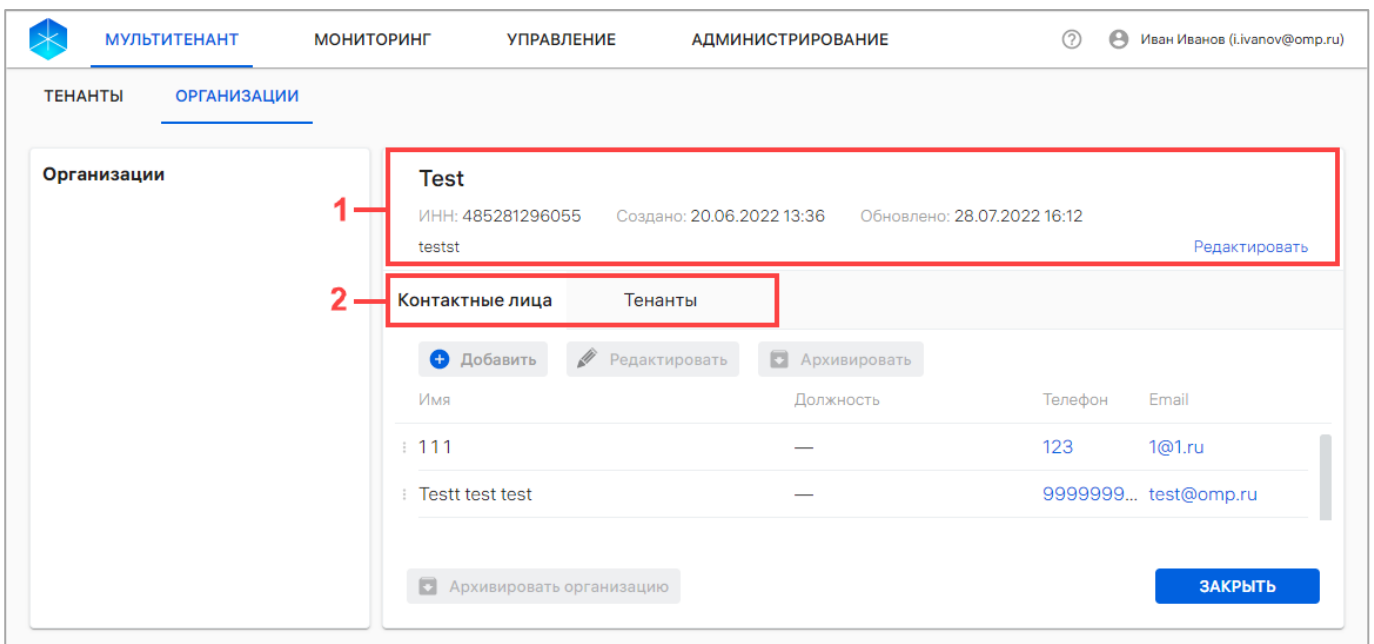 МУЛЬТИТЕНАНТ МОНИТОРИНГ УПРАВЛЕНИЕ АДМИНИСТРИРОВАНИЕ ? Иван Иванов (i.ivanov@omp.ru)
ТЕНАНТЫ ОРГАНИЗАЦИИ
Организации
Test
1
ИНН: 485281296055 Создано: 20.06.2022 13:36 Обновлено: 28.07.2022 16:12
testst Редактировать
2
Контактные лица Тенанты
Добавить Редактировать Архивировать
Имя Должность Телефон Email
111 — 123 1@1.ru
Testt test test — 9999999... test@omp.ru
Архивировать организацию ЗАКРЫТЬ